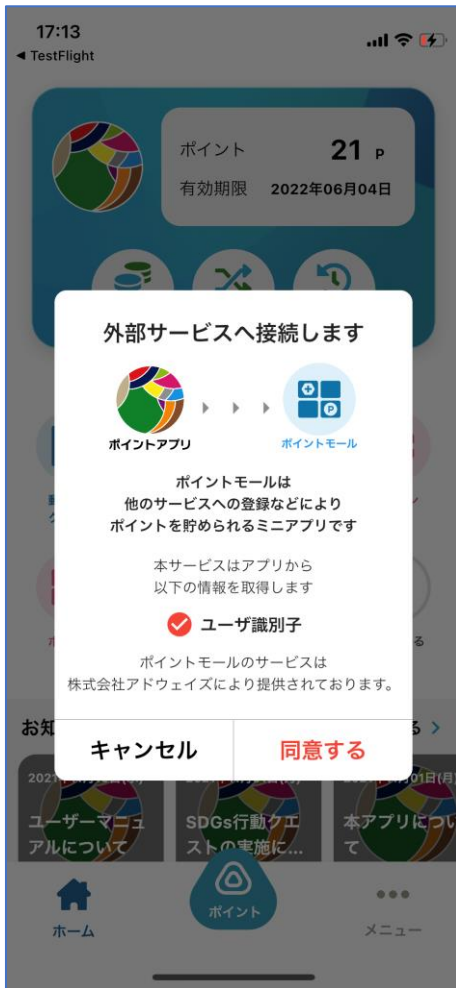 17:13
◀ TestFlight
ポイント 21 P
有効期限 2022年06月04日
外部サービスへ接続します
ポイントアプリ
ポイントモール
ポイントモールは
他のサービスへの登録などにより
ポイントを貯められるミニアプリです
本サービスはアプリから
以下の情報を取得します
ユーザ識別子
ポイントモールのサービスは
株式会社アドウェイズにより提供されております。
キャンセル
同意する
お知
る >
ユーザーマニュ
アルについて
SDGs行動クエ
ストの実施に...
本アプリについ
て
ホーム
ポイント
メニュー